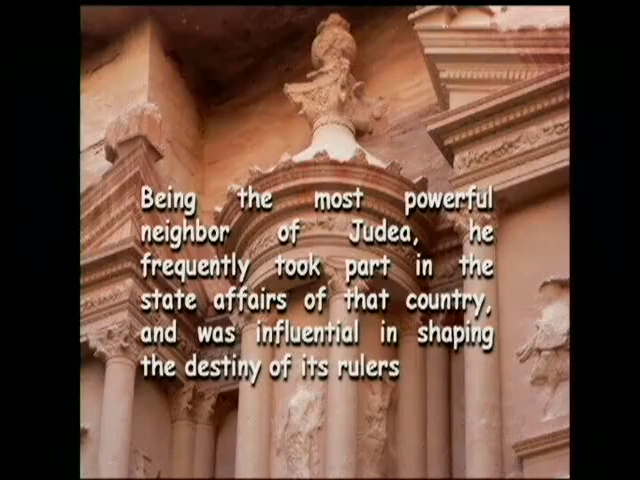 Being the most powerful
neighbor of Judea, he
frequently took part in the
state affairs of that country,
and was influential in shaping
the destiny of its rulers